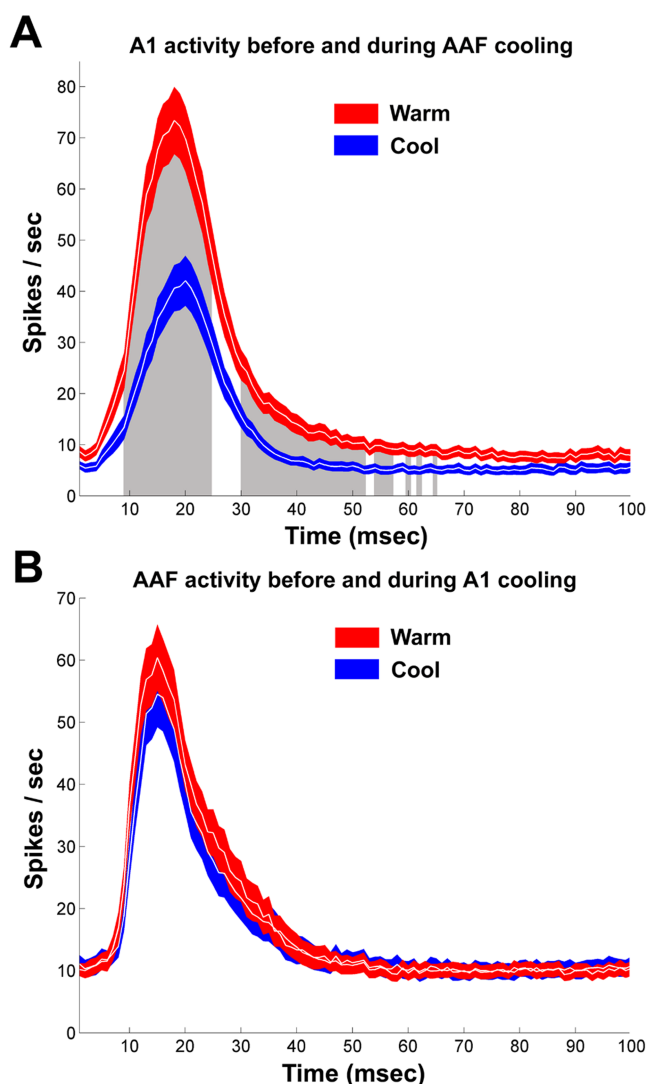 A
A1 activity before and during AAF cooling
Warm
Cool
80
70
60
50
40
30
20
10
0
Spikes / sec
10 20 30 40 50 60 70 80 90 100
Time (msec)
B
AAF activity before and during A1 cooling
Warm
Cool
70
60
50
40
30
20
10
0
Spikes / sec
10 20 30 40 50 60 70 80 90 100
Time (msec)